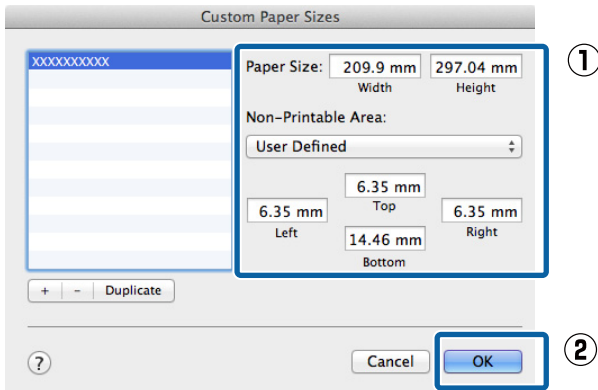 Custom Paper Sizes
XXXXXXXXXX
Paper Size: 209.9 mm 297.04 mm
Width Height
Non-Printable Area:
User Defined
6.35 mm
Top
6.35 mm 6.35 mm
Left Right
14.46 mm
Bottom
+ - Duplicate
? Cancel OK
①
②